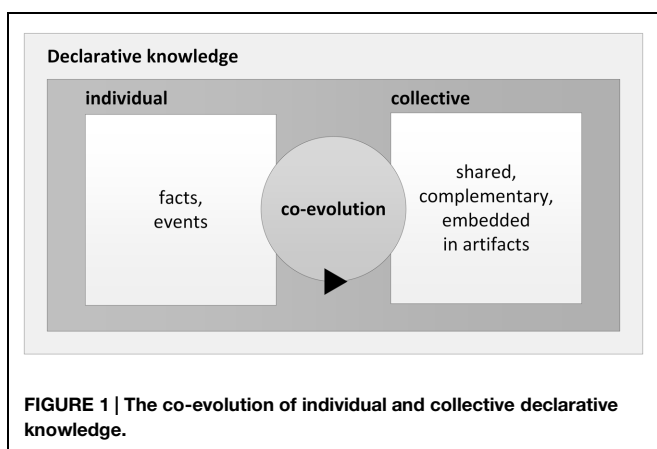 Declarative knowledge
individual
collective
facts,
events
co-evolution
shared,
complementary,
embedded
in artifacts
FIGURE 1 | The co-evolution of individual and collective declarative
knowledge.